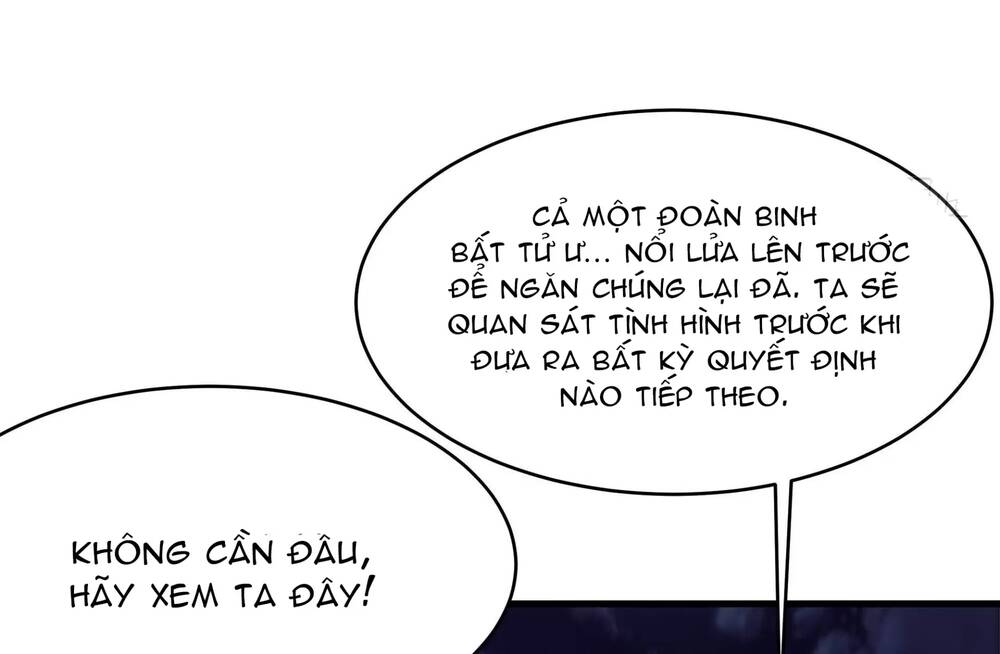 CẢ MỘT ĐOÀN BINH
BẤT TỬ Ư... NỔI LỬA LÊN TRƯỚC
ĐỂ NGĂN CHÚNG LẠI ĐÃ. TA SẼ
QUAN SÁT TÌNH HÌNH TRƯỚC KHI
ĐƯA RA BẤT KỲ QUYẾT ĐỊNH
NÀO TIẾP THEO.
KHÔNG CẦN ĐÂU,
HÃY XEM TA ĐÂY!